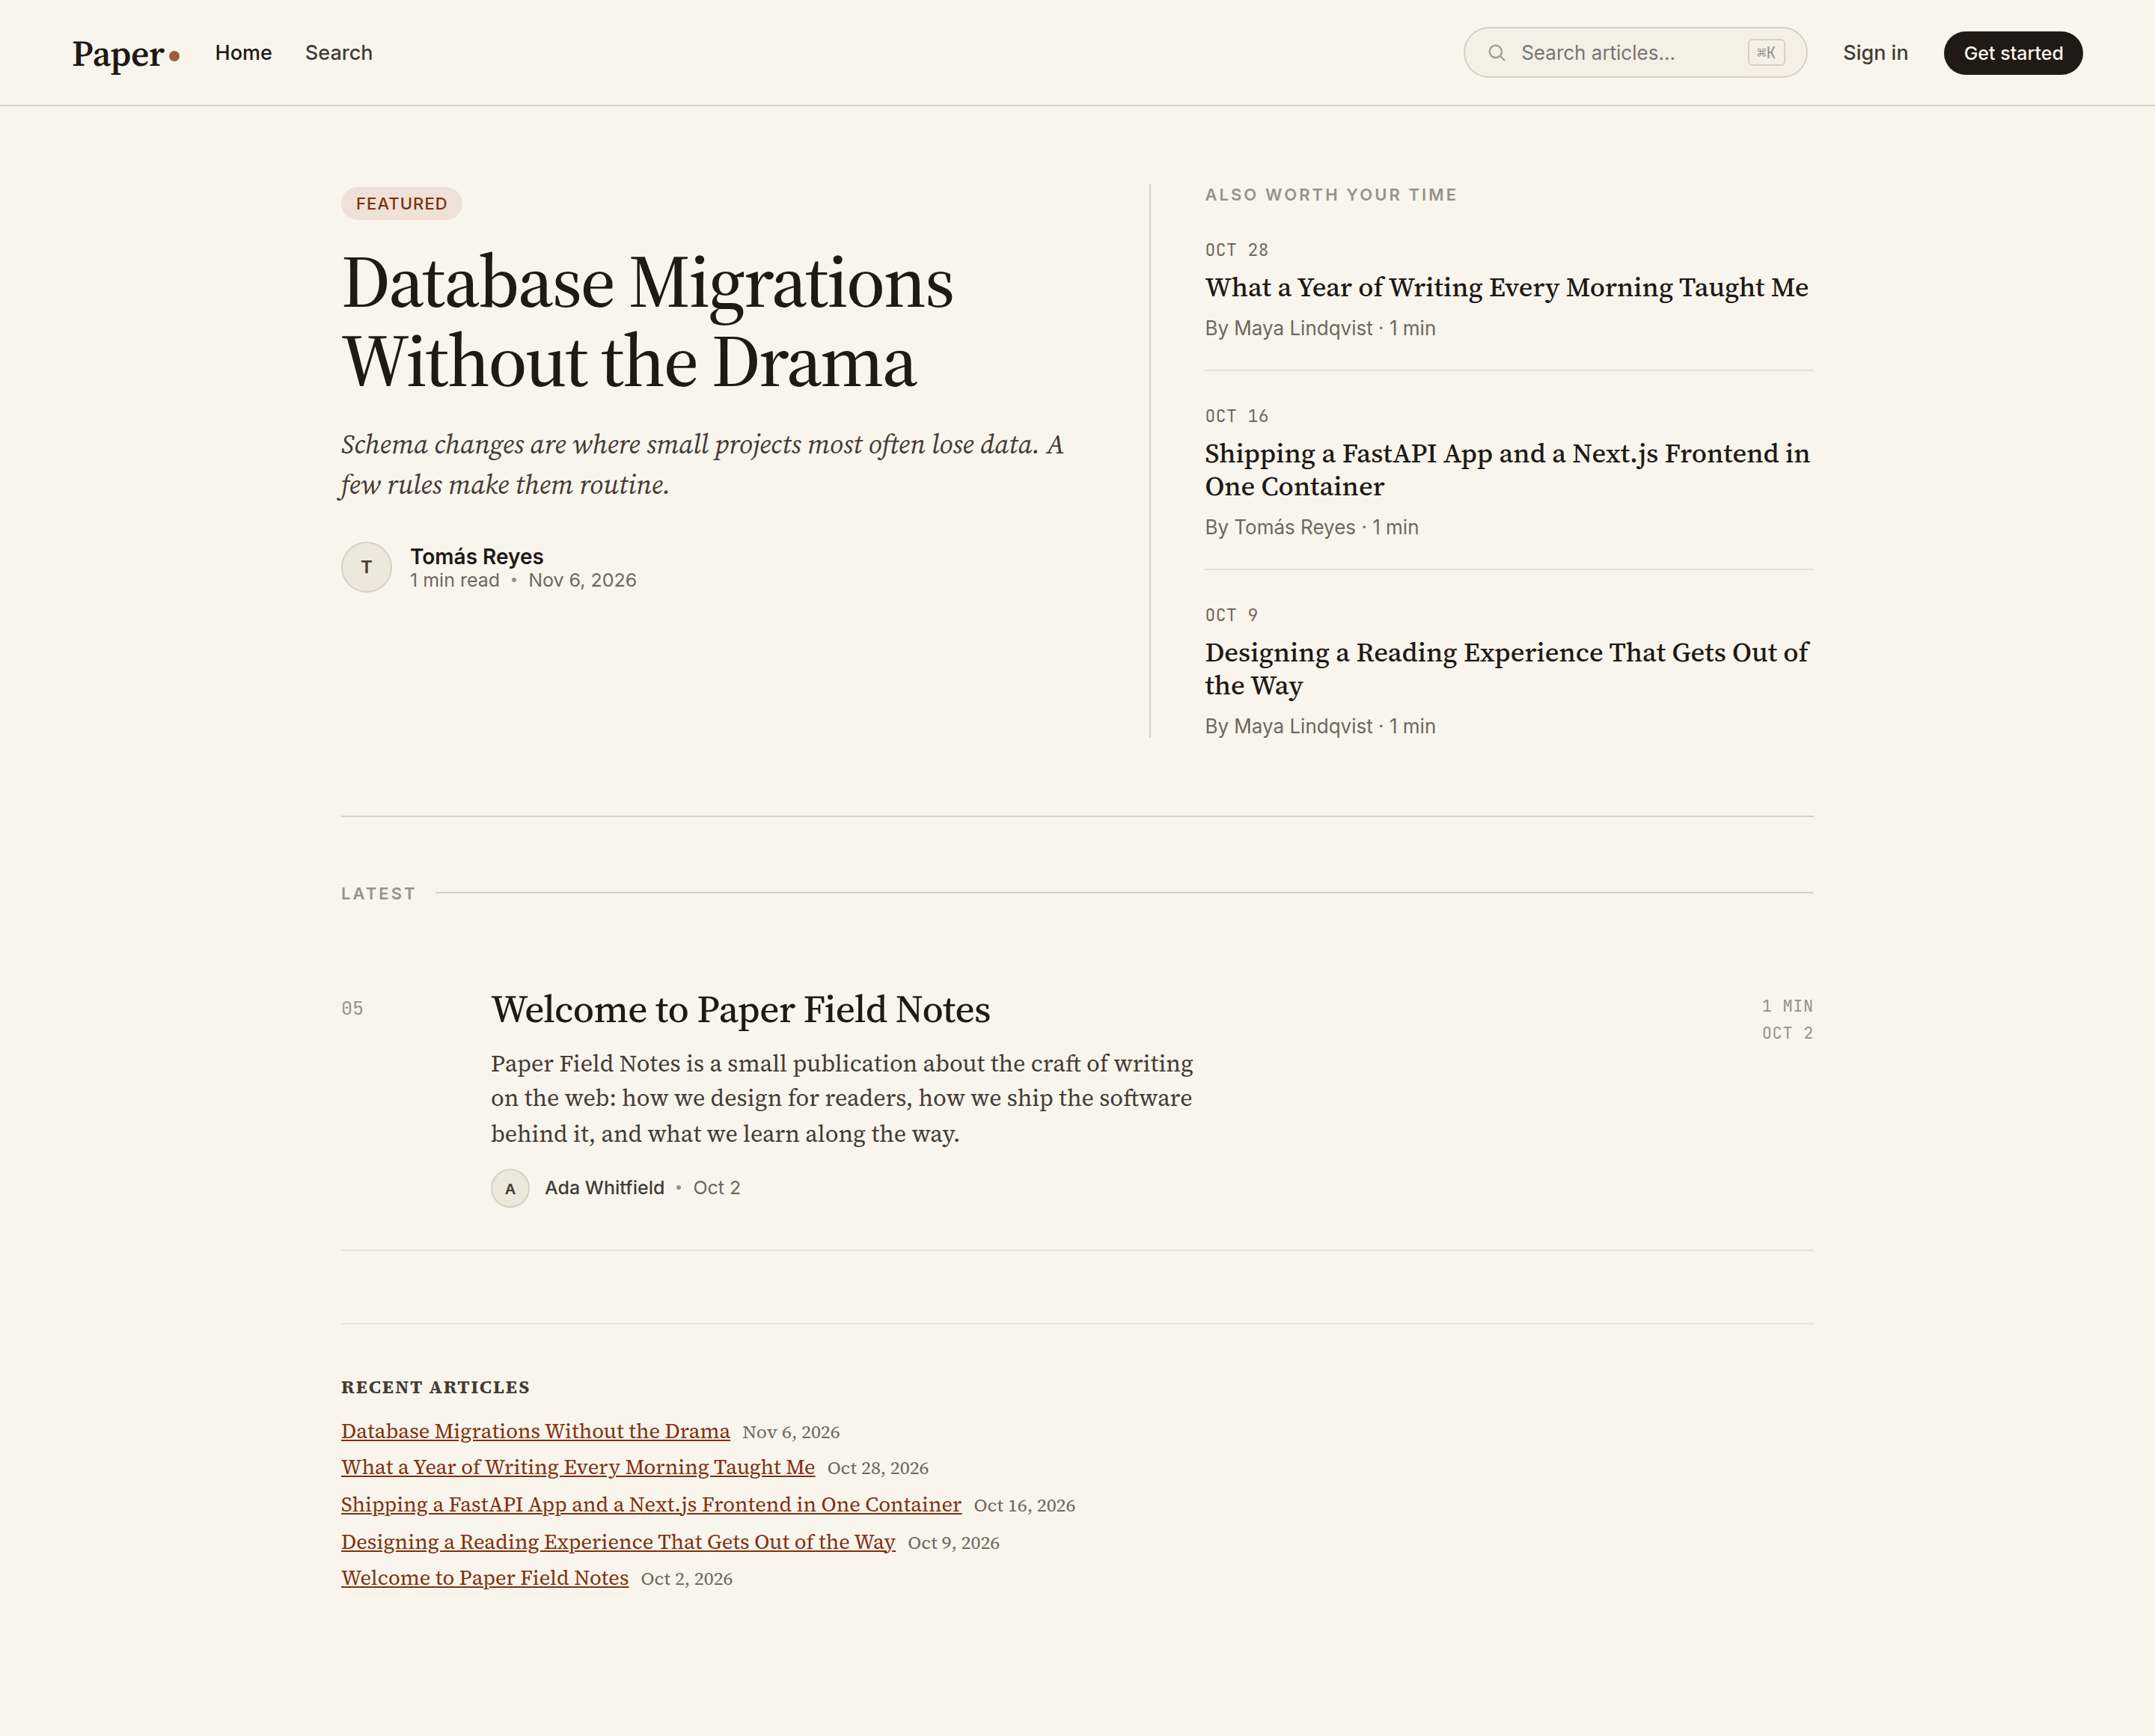 Paper
Home
Search
Search articles...
⌘K
Sign in
Get started
FEATURED
Database Migrations
Without the Drama
Schema changes are where small projects most often lose data. A
few rules make them routine.
T
Tomás Reyes
1 min read • Nov 6, 2026
ALSO WORTH YOUR TIME
OCT 28
What a Year of Writing Every Morning Taught Me
By Maya Lindqvist · 1 min
OCT 16
Shipping a FastAPI App and a Next.js Frontend in
One Container
By Tomás Reyes · 1 min
OCT 9
Designing a Reading Experience That Gets Out of
the Way
By Maya Lindqvist · 1 min
LATEST
05
Welcome to Paper Field Notes
Paper Field Notes is a small publication about the craft of writing
on the web: how we design for readers, how we ship the software
behind it, and what we learn along the way.
A
Ada Whitfield • Oct 2
1 MIN
OCT 2
RECENT ARTICLES
Database Migrations Without the Drama Nov 6, 2026
What a Year of Writing Every Morning Taught Me Oct 28, 2026
Shipping a FastAPI App and a Next.js Frontend in One Container Oct 16, 2026
Designing a Reading Experience That Gets Out of the Way Oct 9, 2026
Welcome to Paper Field Notes Oct 2, 2026